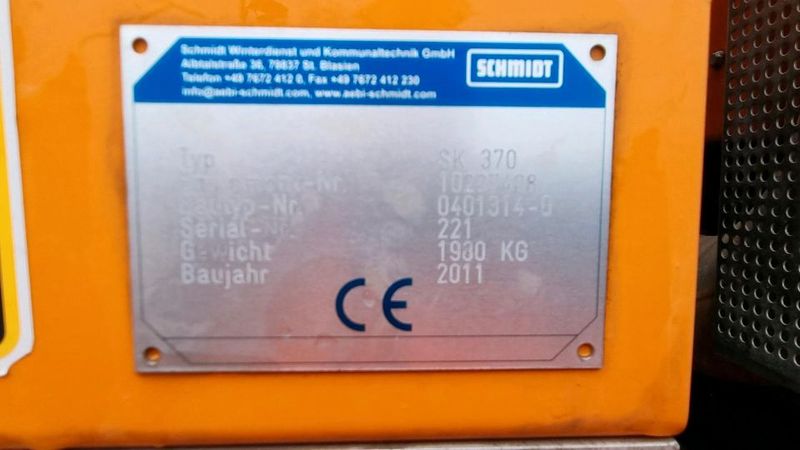 Schmidt Winterdienst und Kommunaltechnik GmbH
Albtalstraße 36, 79837 St. Blasien
Telefon +49 7672 412 0, Fax +49 7672 412 230
info@aebi-schmidt.com, www.aebi-schmidt.com
SCHMIDT
Typ SK 370
0401314-0
Serial-Nr. 221
Gewicht 1980 KG
Baujahr 2011
CE